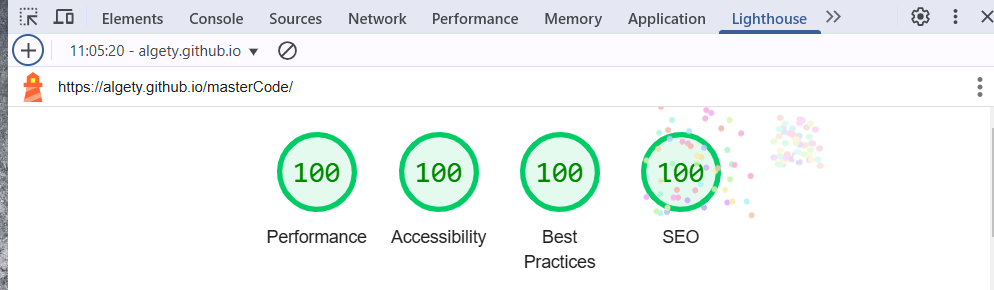 Elements Console Sources Network Performance Memory Application Lighthouse
11:05:20 - algety.github.io
https://algety.github.io/masterCode/
100 100 100 100
Performance Accessibility Best Practices SEO